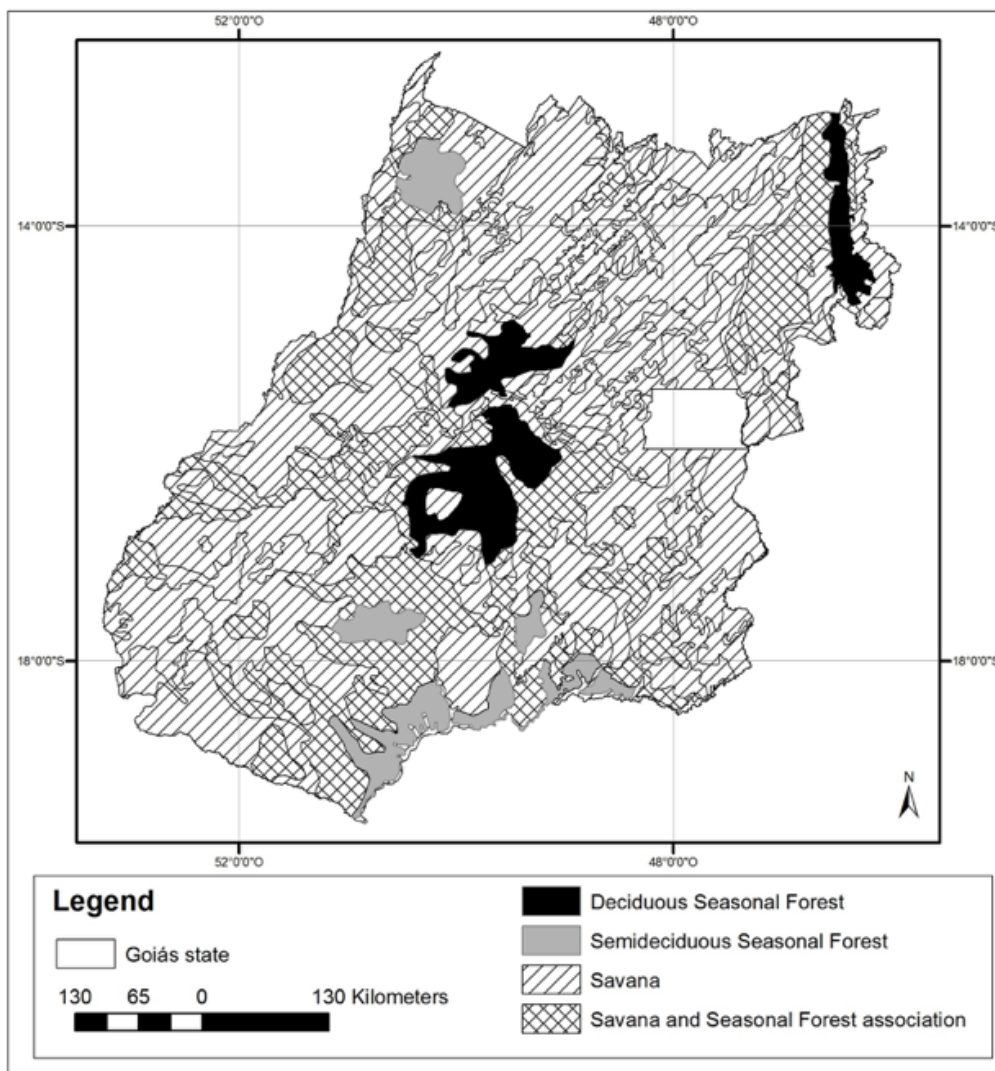 52°0'0"O 48°0'0"O
14°0'0"S 14°0'0"S
18°0'0"S 18°0'0"S
N
52°0'0"O 48°0'0"O
Legend
Goiás state
130 65 0 130 Kilometers
Deciduous Seasonal Forest
Semideciduous Seasonal Forest
Savana
Savana and Seasonal Forest association